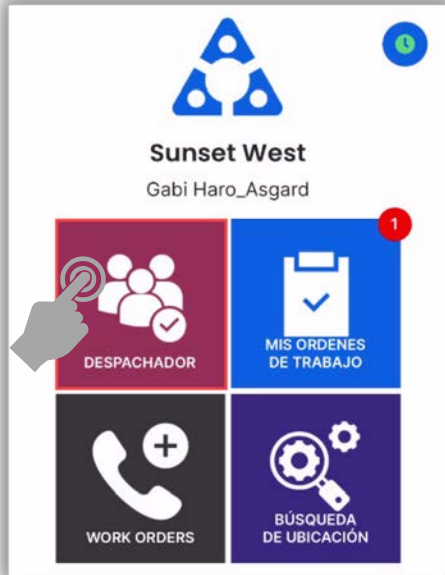 Sunset West
Gabi Haro_Asgard
1
DESPACHADOR
MIS ORDENES
DE TRABAJO
WORK ORDERS
BÚSQUEDA
DE UBICACIÓN